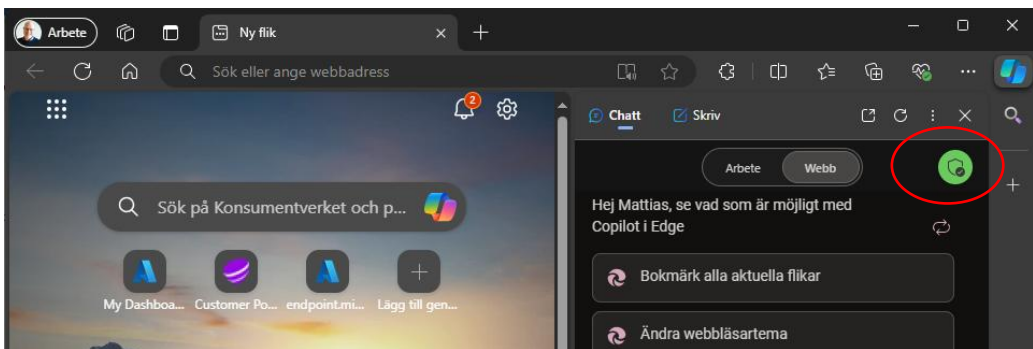 Arbete
Ny flik
Sök eller ange webbadress
2
Chatt
Skriv
Arbete
Webb
Sök på Konsumentverket och p...
Hej Mattias, se vad som är möjligt med
Copilot i Edge
Bokmärk alla aktuella flikar
My Dashboa...
Customer Po...
endpoint.mi...
Lägg till gen...
Ändra webbläsartema